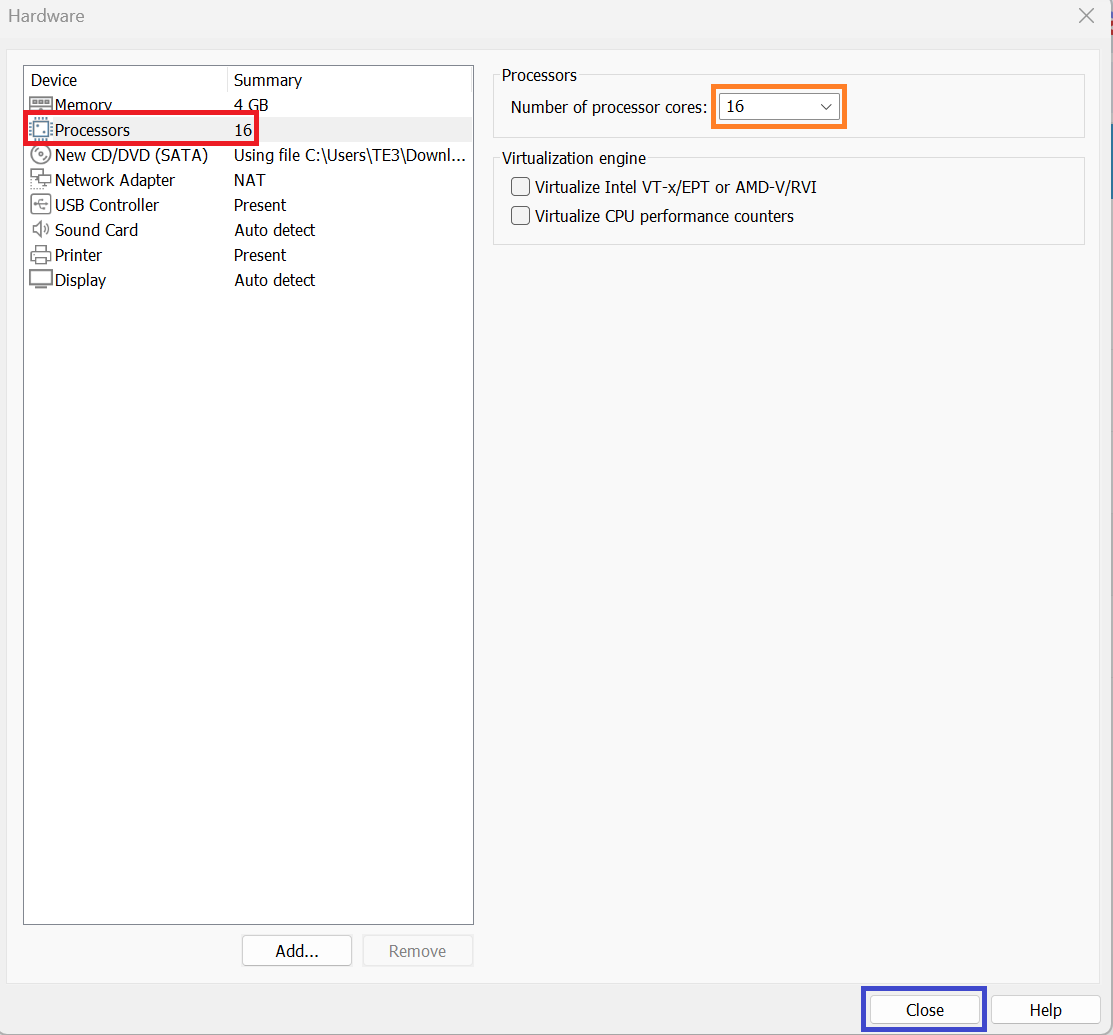 Hardware
Device Summary
Memory 4 GB
Processors 16
New CD/DVD (SATA) Using file C:\Users\TE3\Downl...
Network Adapter NAT
USB Controller Present
Sound Card Auto detect
Printer Present
Display Auto detect
Add... Remove
Processors
Number of processor cores: 16
Virtualization engine
Virtualize Intel VT-x/EPT or AMD-V/RVI
Virtualize CPU performance counters
Close Help